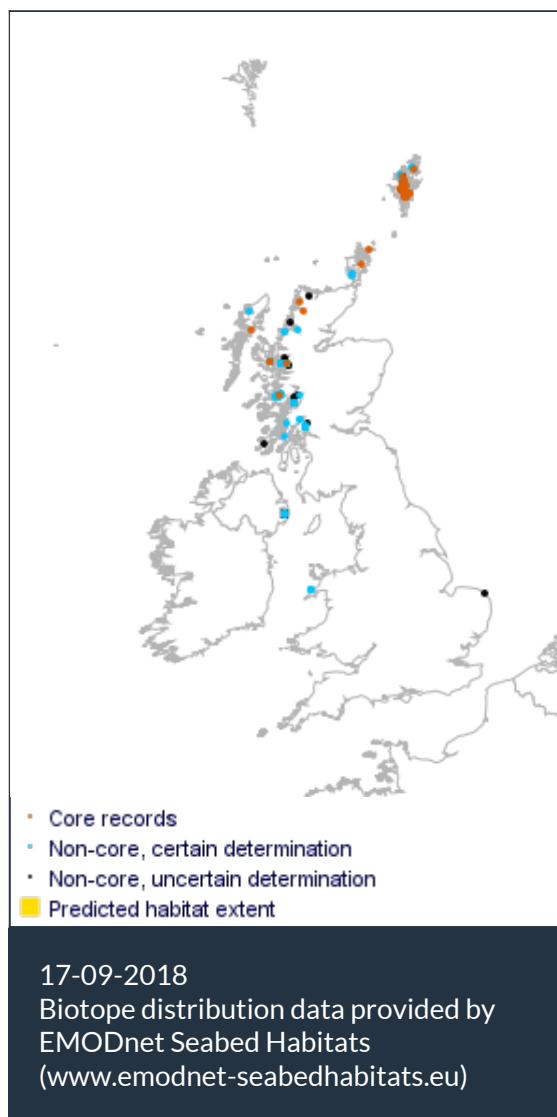 Core records
Non-core, certain determination
Non-core, uncertain determination
Predicted habitat extent
17-09-2018
Biotope distribution data provided by
EMODnet Seabed Habitats
(www.emodnet-seabedhabitats.eu)